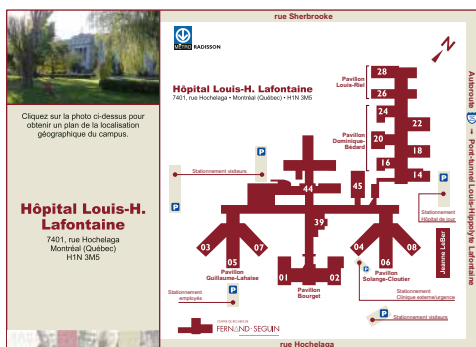 rue Sherbrooke
MÉTRO RADISSON
Hôpital Louis-H. Lafontaine
7401, rue Hochelaga • Montréal (Québec) • H1N 3M5
Cliquez sur la photo ci-dessus pour
obtenir un plan de la localisation
géographique du campus.
Hôpital Louis-H.
Lafontaine
7401, rue Hochelaga
Montréal (Québec)
H1N 3M5
N
Pavillon
Louis-Riel
28
26
Pavillon
Dominique-
Bédard
24
22
20
18
16
14
P
Stationnement visiteurs
P
P
44
45
39
P
Stationnement
Hôpital de jour
03
07
05
Pavillon
Guillaume-Lahaise
01
02
Pavillon
Bourget
04
08
06
Pavillon
Solange-Cloutier
Jeanne LeBer
P
Stationnement
Clinique externe/urgence
Stationnement
employés
P
P
Stationnement visiteurs
CENTRE DE RECHERCHE
FERNAND-SEGUIN
rue Hochelaga
Autoroute
→ Pont-tunnel Louis-Hippolyte Lafontaine